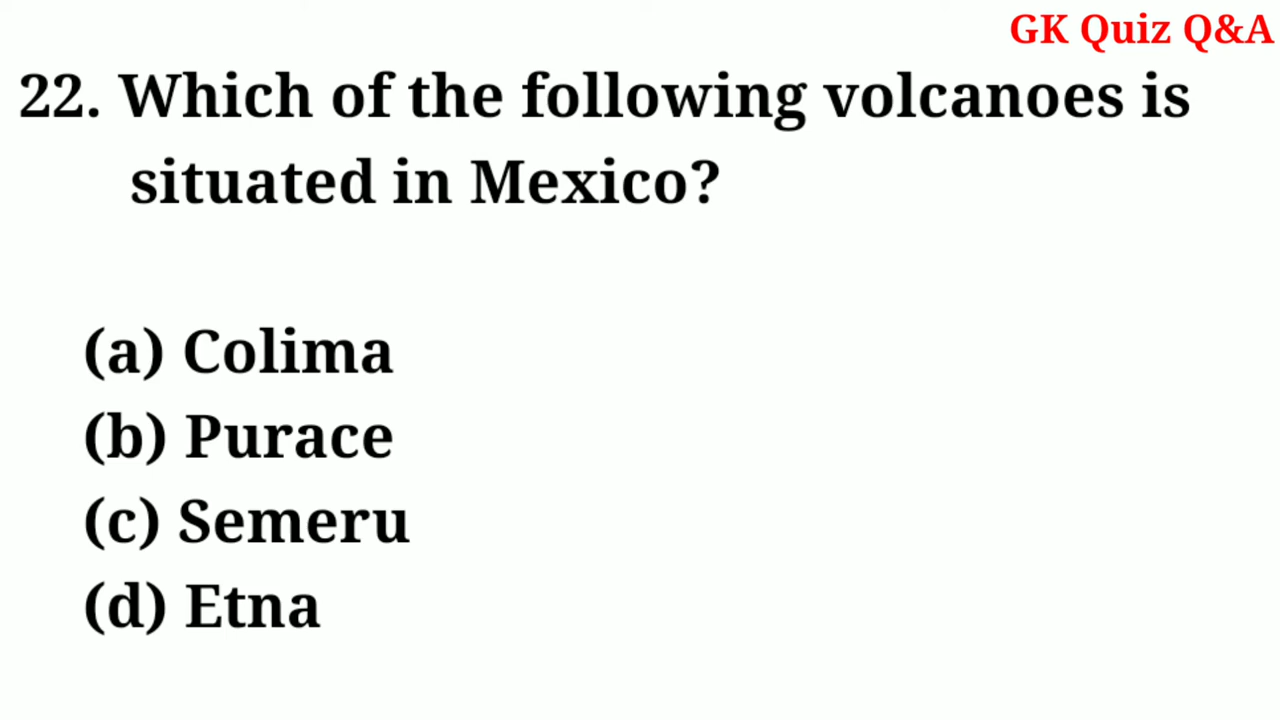 GK Quiz Q&A
22. Which of the following volcanoes is
situated in Mexico?
(a) Colima
(b) Purace
(c) Semeru
(d) Etna